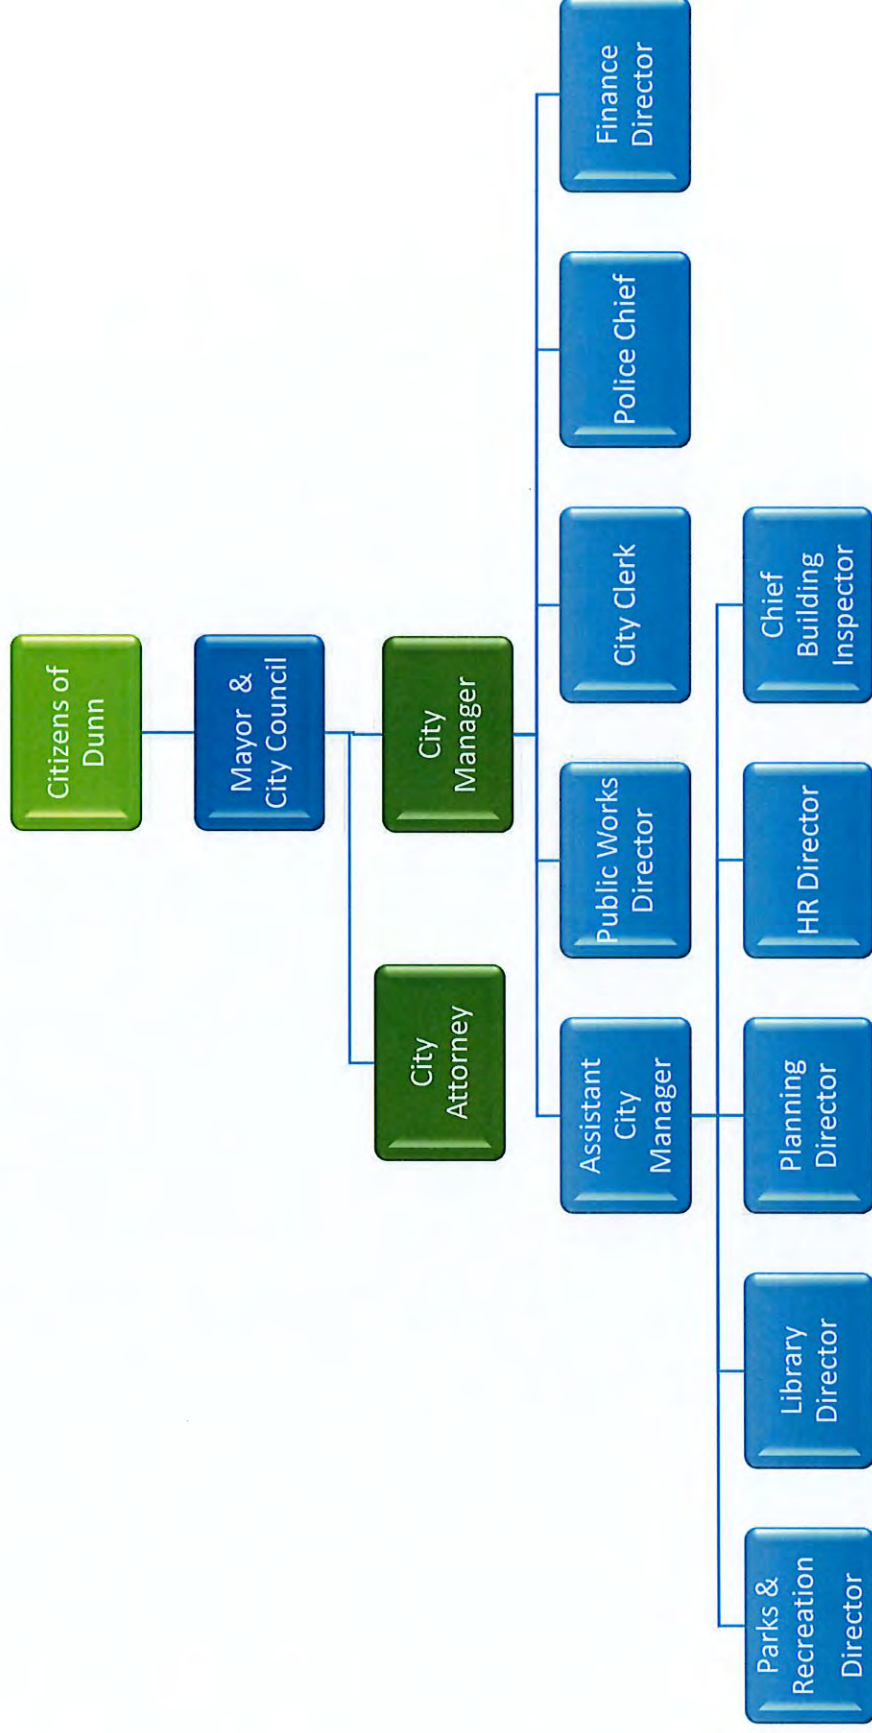 Citizens of
Dunn
Mayor &
City Council
City
Attorney
City
Manager
Assistant
City
Manager
Public Works
Director
City Clerk
Police Chief
Finance
Director
Parks &
Recreation
Director
Library
Director
Planning
Director
HR Director
Chief
Building
Inspector